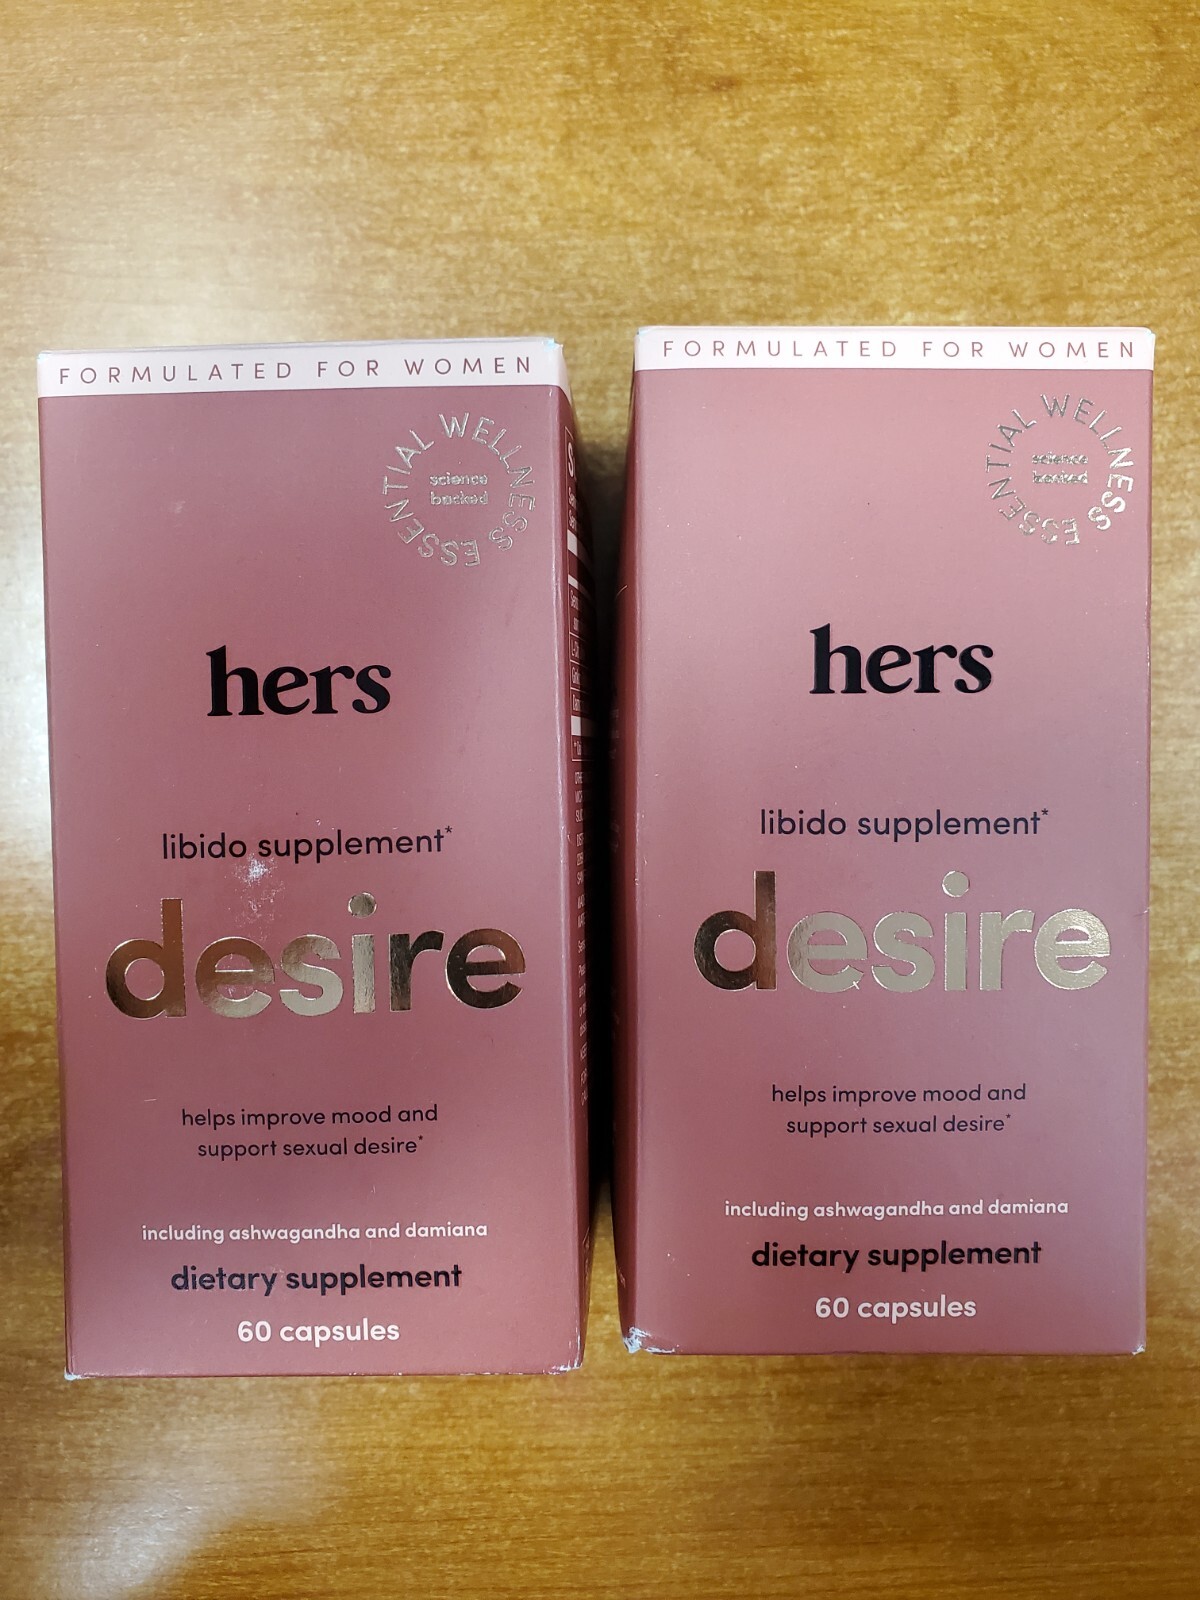 FORMULATED FOR WOMEN
ESSENTIAL WELLNESS
science
backed
hers
libido supplement*
desire
helps improve mood and
support sexual desire*
including ashwagandha and damiana
dietary supplement
60 capsules
FORMULATED FOR WOMEN
ESSENTIAL WELLNESS
science
backed
hers
libido supplement*
desire
helps improve mood and
support sexual desire*
including ashwagandha and damiana
dietary supplement
60 capsules